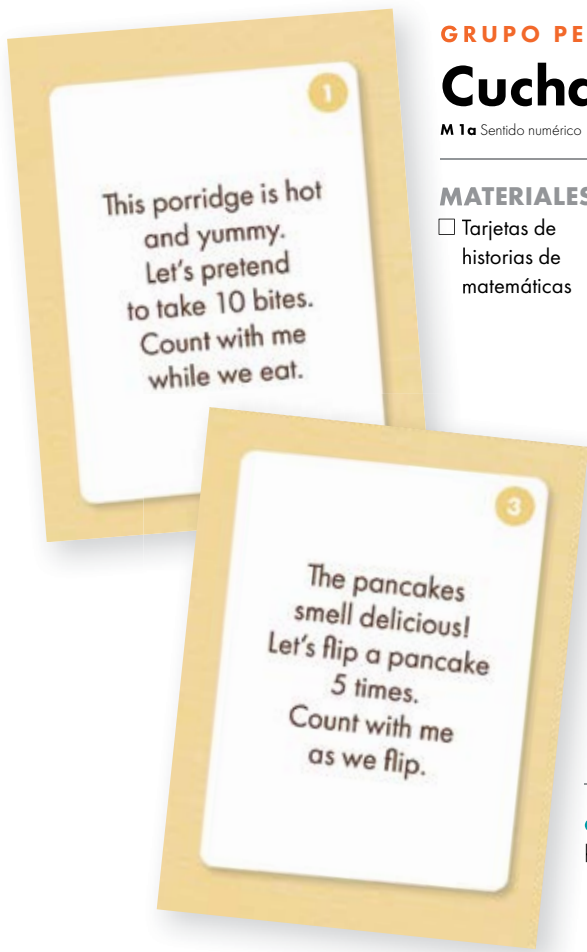 1
This porridge is hot
and yummy.
Let's pretend
to take 10 bites.
Count with me
while we eat.
GRUPO PE
Cucha
M 1a Sentido numérico
MATERIALES
Tarjetas de
historias de
matemáticas
3
The pancakes
smell delicious!
Let's flip a pancake
5 times.
Count with me
as we flip.